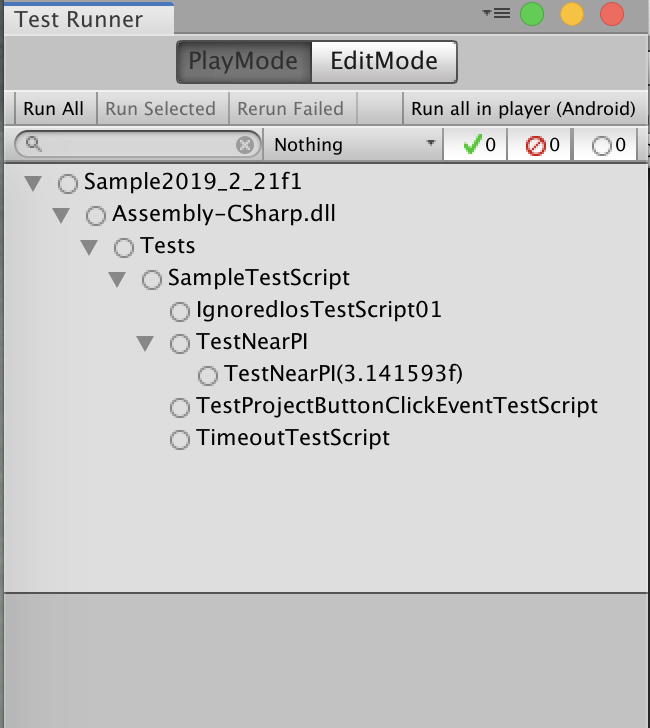 Test Runner
PlayMode EditMode
Run All Run Selected Rerun Failed Run all in player (Android)
Nothing 0 0 0
Sample2019_2_21f1
Assembly-CSharp.dll
Tests
SampleTestScript
IgnoredIosTestScript01
TestNearPI
TestNearPI(3.141593f)
TestProjectButtonClickEventTestScript
TimeoutTestScript